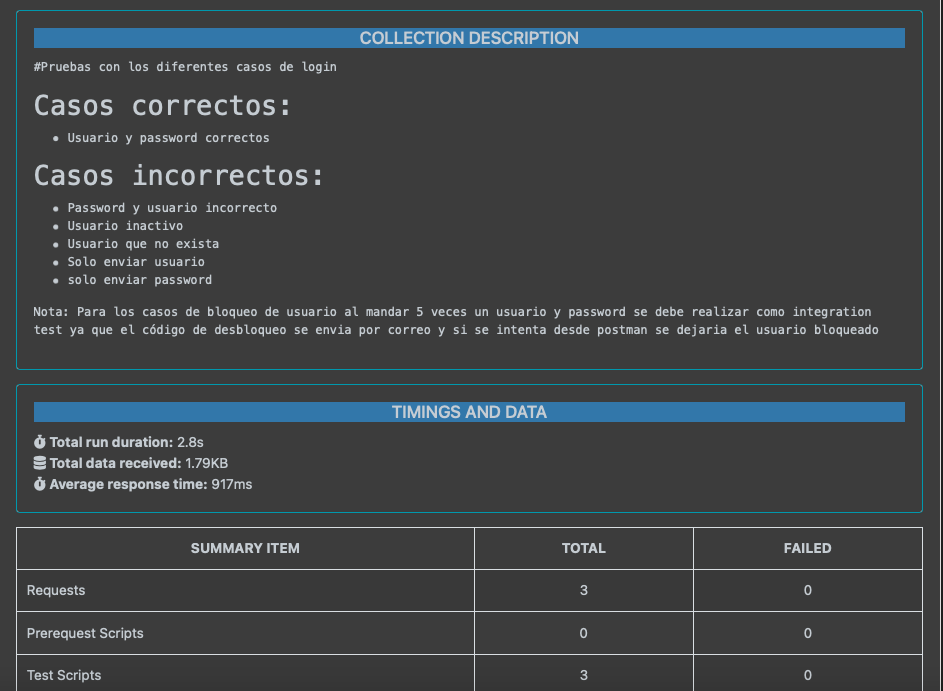 COLLECTION DESCRIPTION
#Pruebas con los diferentes casos de login
Casos correctos:
• Usuario y password correctos
Casos incorrectos:
• Password y usuario incorrecto
• Usuario inactivo
• Usuario que no exista
• Solo enviar usuario
• solo enviar password
Nota: Para los casos de bloqueo de usuario al mandar 5 veces un usuario y password se debe realizar como integration
test ya que el código de desbloqueo se envia por correo y si se intenta desde postman se dejaria el usuario bloqueado
TIMINGS AND DATA
Total run duration: 2.8s
Total data received: 1.79KB
Average response time: 917ms
SUMMARY ITEM TOTAL FAILED
Requests 3 0
Prerequest Scripts 0 0
Test Scripts 3 0